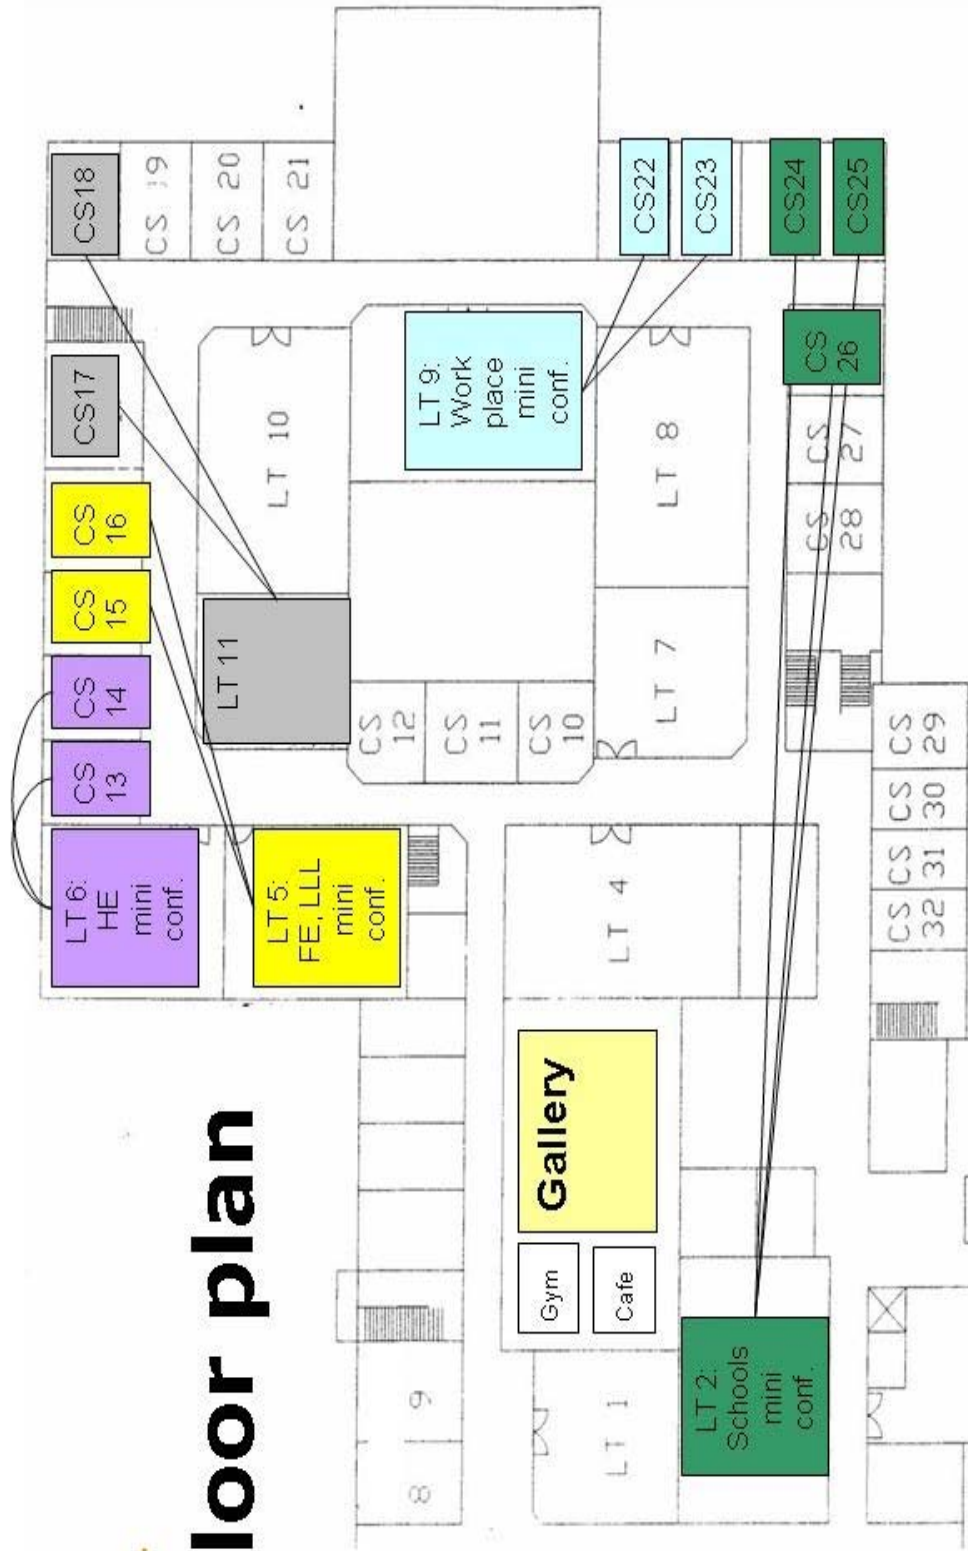 loor plan
LT 6:
HE
mini
conf.
CS
13
CS
14
CS
15
CS
16
CS17
CS18
CS 19
CS 20
CS 21
LT 11
LT 10
LT 5:
FE, LLL
mini
conf.
8
9
CS
12
CS
11
CS
10
LT 9:
Work
place
mini
conf.
Gym
Cafe
Gallery
LT 1
LT 4
LT 7
LT 8
CS22
CS23
LT 2:
Schools
mini
conf.
CS
28
CS
27
CS
26
CS24
CS25
CS
32
CS
31
CS
30
CS
29